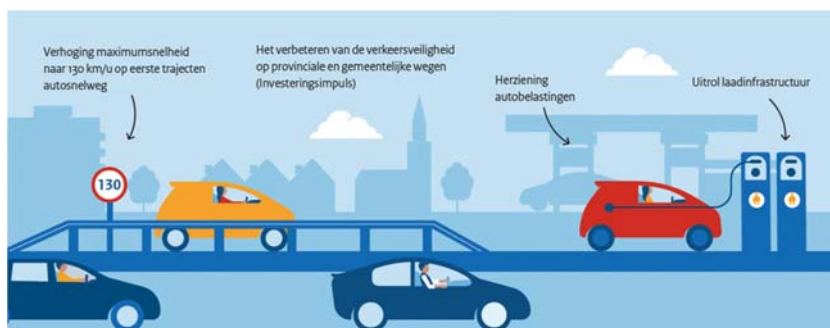 Verhoging maximumsnelheid
naar 130 km/u op eerste trajecten
autosnelweg
Het verbeteren van de verkeersveiligheid
op provinciale en gemeentelijke wegen
(Investeringsimpuls)
Herziening
autobelastingen
Uitrol laadinfrastructuur
130